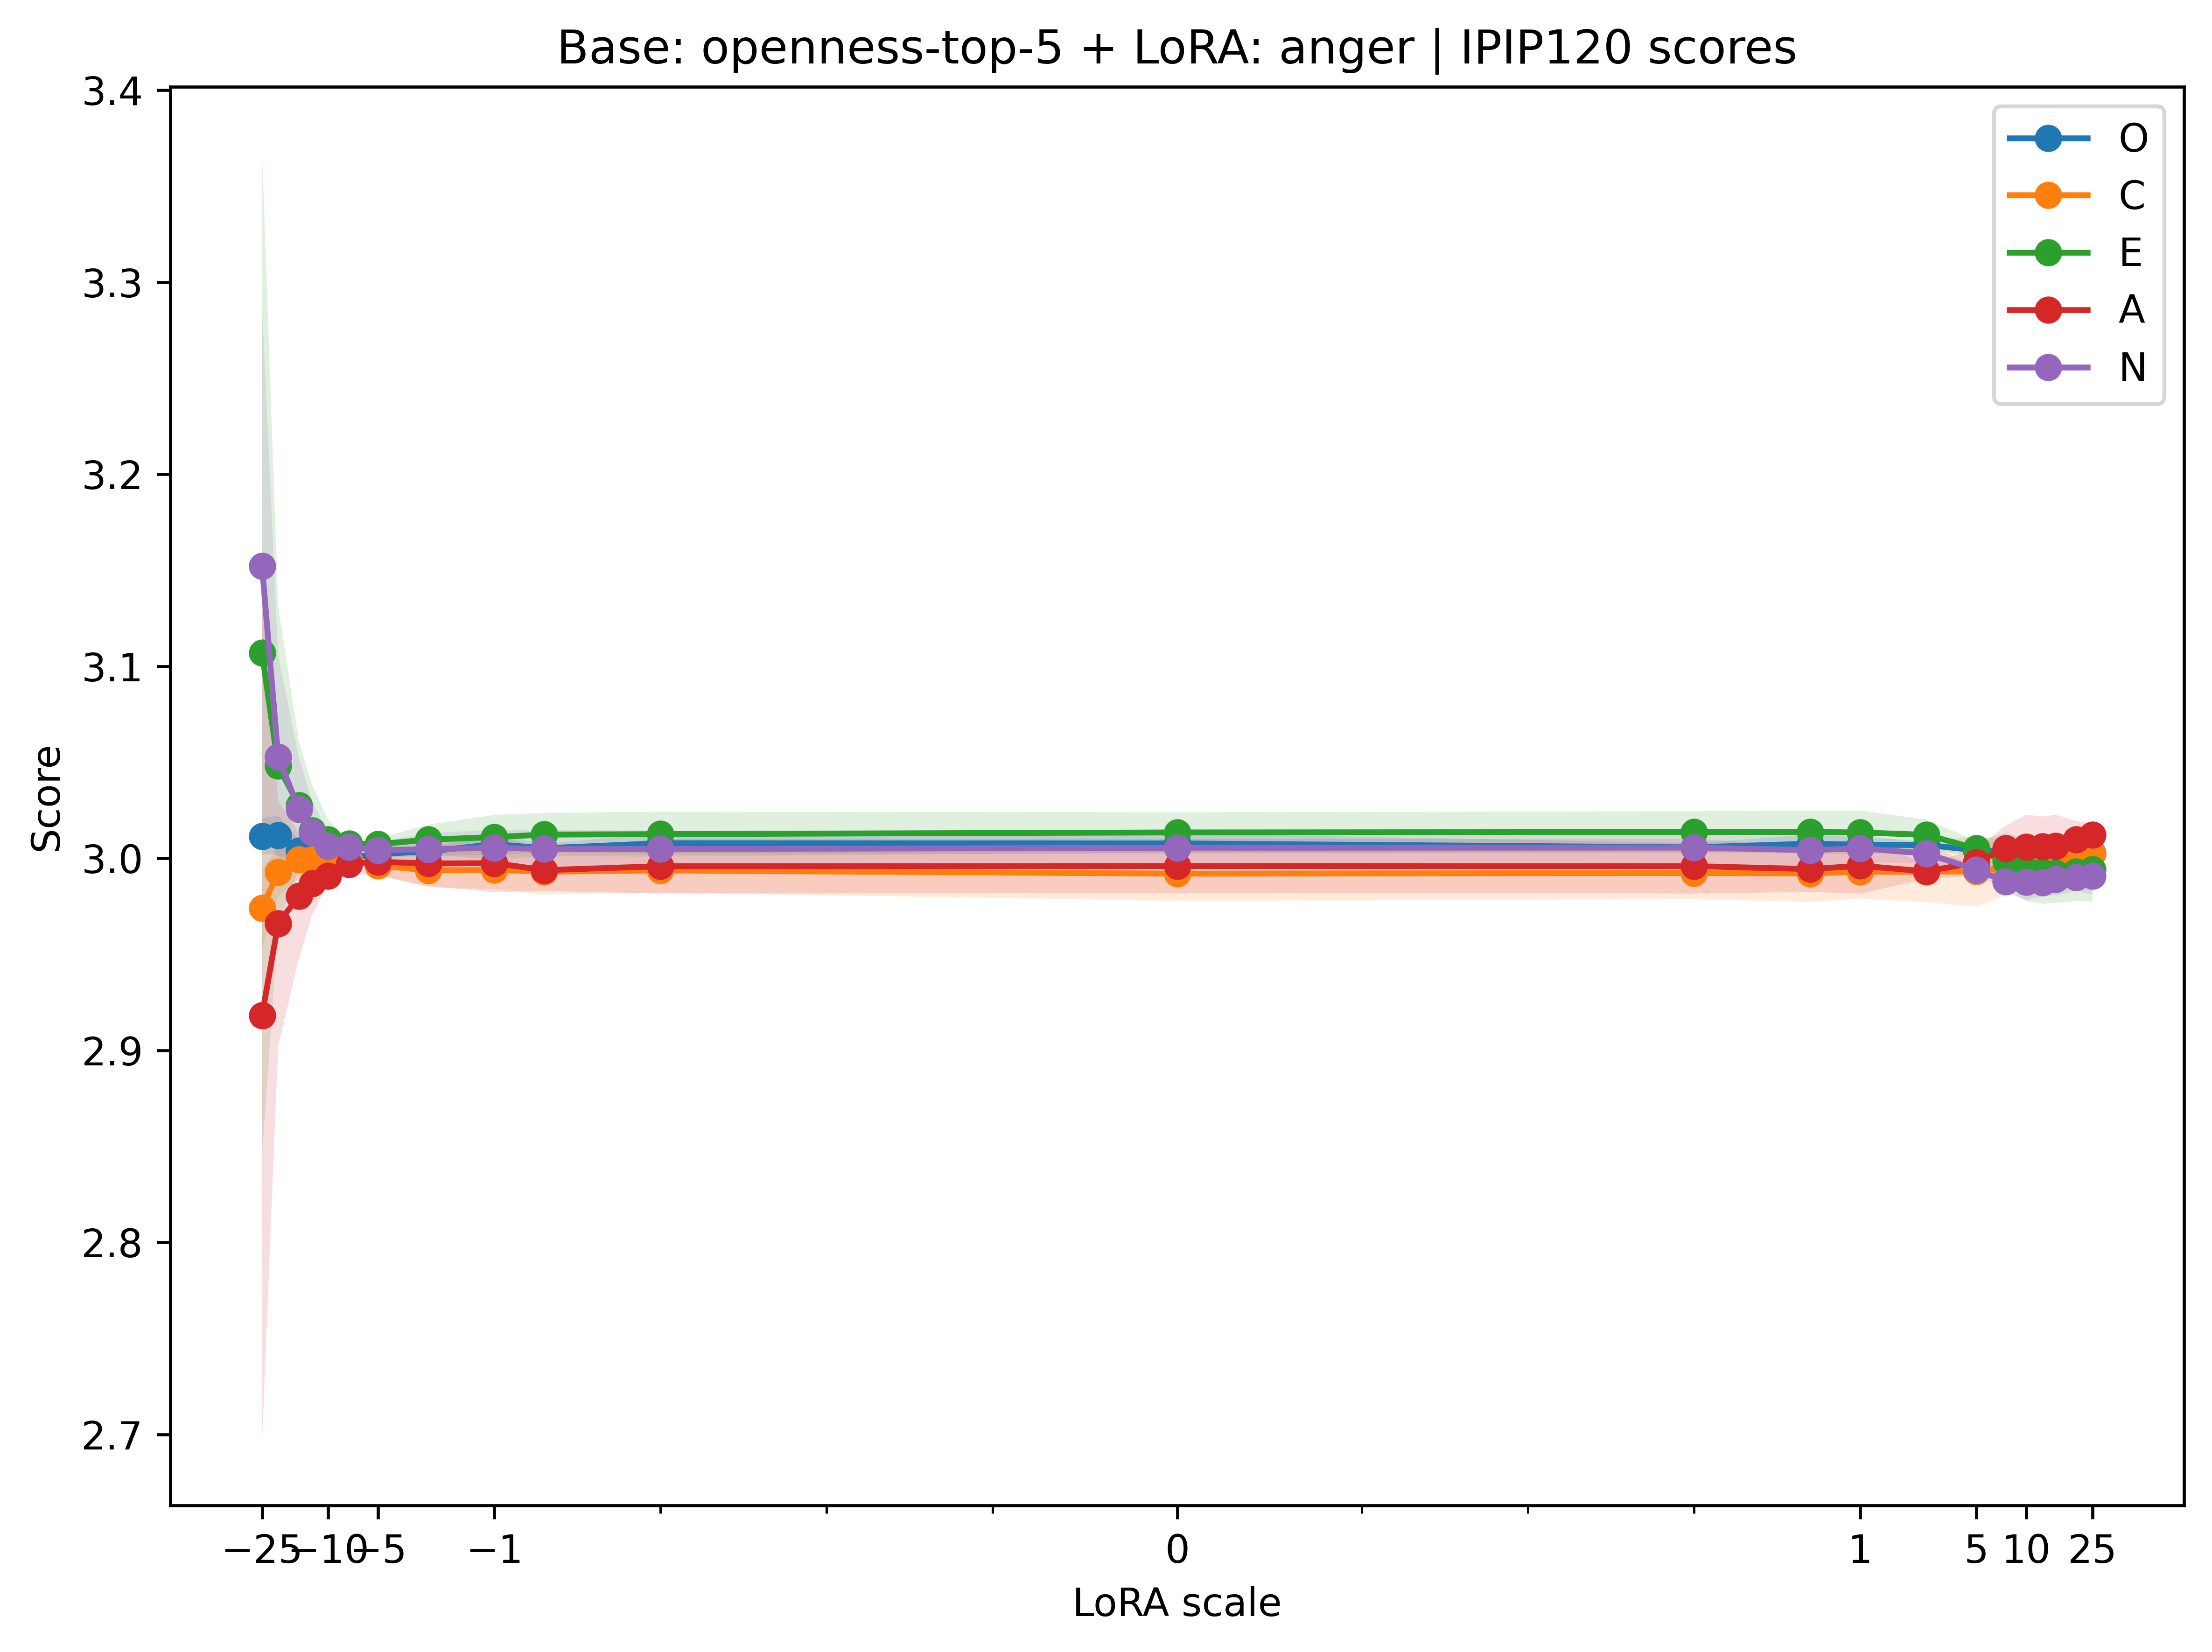 Base: openness-top-5 + LoRA: anger | IPIP120 scores
3.4
3.3
3.2
3.1
3.0
2.9
2.8
2.7
Score
O
C
E
A
N
−25 −10 −5 −1 0 1 5 10 25
LoRA scale